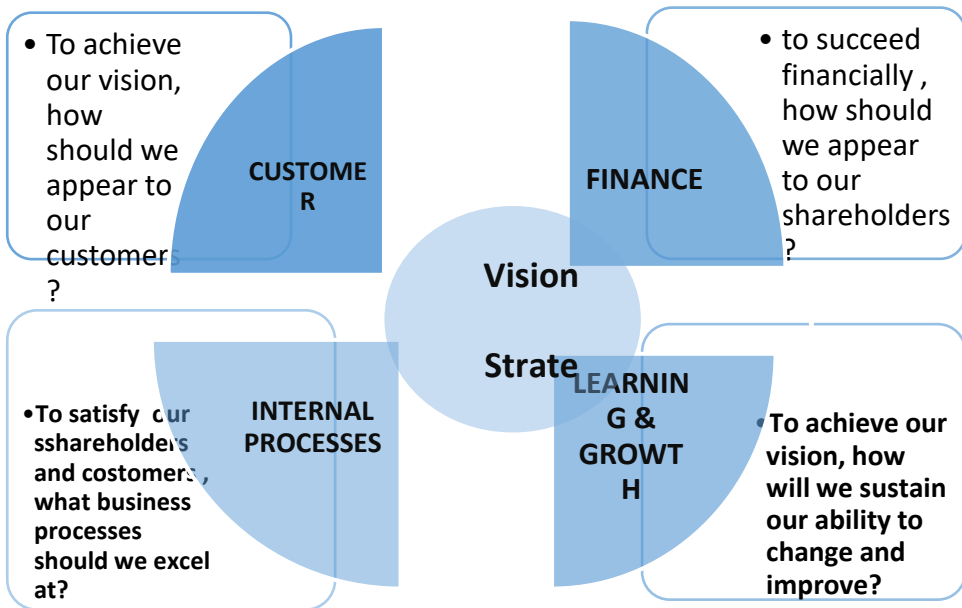 • To achieve
our vision,
how
should we
appear to
our
customers
?
CUSTOME
R
FINANCE
• to succeed
financially ,
how should
we appear
to our
shareholders
?
Vision
Strate
•To satisfy our
sshareholders
and costomers ,
what business
processes
should we excel
at?
INTERNAL
PROCESSES
LEARNIN
G &
GROWT
H
•To achieve our
vision, how
will we sustain
our ability to
change and
improve?